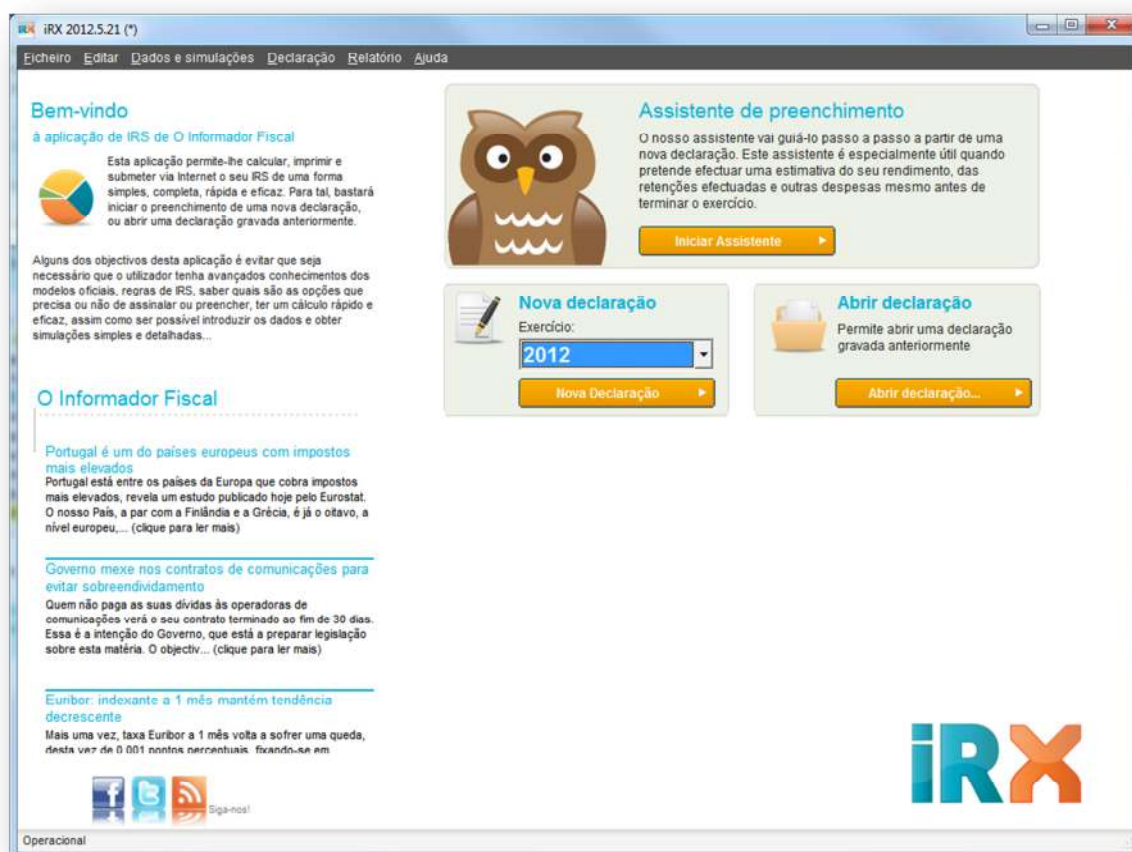 iRX iRX 2012.5.21 (*)
Ficheiro Editar Dados e simulações Declaração Relatório Ajuda
Bem-vindo
à aplicação de IRS de O Informador Fiscal
Esta aplicação permite-lhe calcular, imprimir e
submeter via Internet o seu IRS de uma forma
simples, completa, rápida e eficaz. Para tal, bastará
iniciar o preenchimento de uma nova declaração,
ou abrir uma declaração gravada anteriormente.
Alguns dos objectivos desta aplicação é evitar que seja
necessário que o utilizador tenha avançados conhecimentos dos
modelos oficiais, regras de IRS, saber quais são as opções que
precisa ou não de assinalar ou preencher, ter um cálculo rápido e
eficaz, assim como ser possível introduzir os dados e obter
simulações simples e detalhadas...
O Informador Fiscal
Portugal é um do países europeus com impostos
mais elevados
Portugal está entre os países da Europa que cobra impostos
mais elevados, revela um estudo publicado hoje pelo Eurostat.
O nosso País, a par com a Finlândia e a Grécia, é já o oitavo, a
nível europeu,... (clique para ler mais)
Governo mexe nos contratos de comunicações para
evitar sobreendividamento
Quem não paga as suas dívidas às operadoras de
comunicações verá o seu contrato terminado ao fim de 30 dias.
Essa é a intenção do Governo, que está a preparar legislação
sobre esta matéria. O objectiv... (clique para ler mais)
Euribor: indexante a 1 mês mantém tendência
decrescente
Mais uma vez, taxa Euribor a 1 mês volta a sofrer uma queda,
desta vez de 0,001 pontos percentuais, fixando-se em
Siga-nos!
Assistente de preenchimento
O nosso assistente vai guiá-lo passo a passo a partir de uma
nova declaração. Este assistente é especialmente útil quando
pretende efectuar uma estimativa do seu rendimento, das
retenções efectuadas e outras despesas mesmo antes de
terminar o exercício.
Iniciar Assistente
Nova declaração
Exercício:
2012
Nova Declaração
Abrir declaração
Permite abrir uma declaração
gravada anteriormente
Abrir declaração...
iRX
Operacional